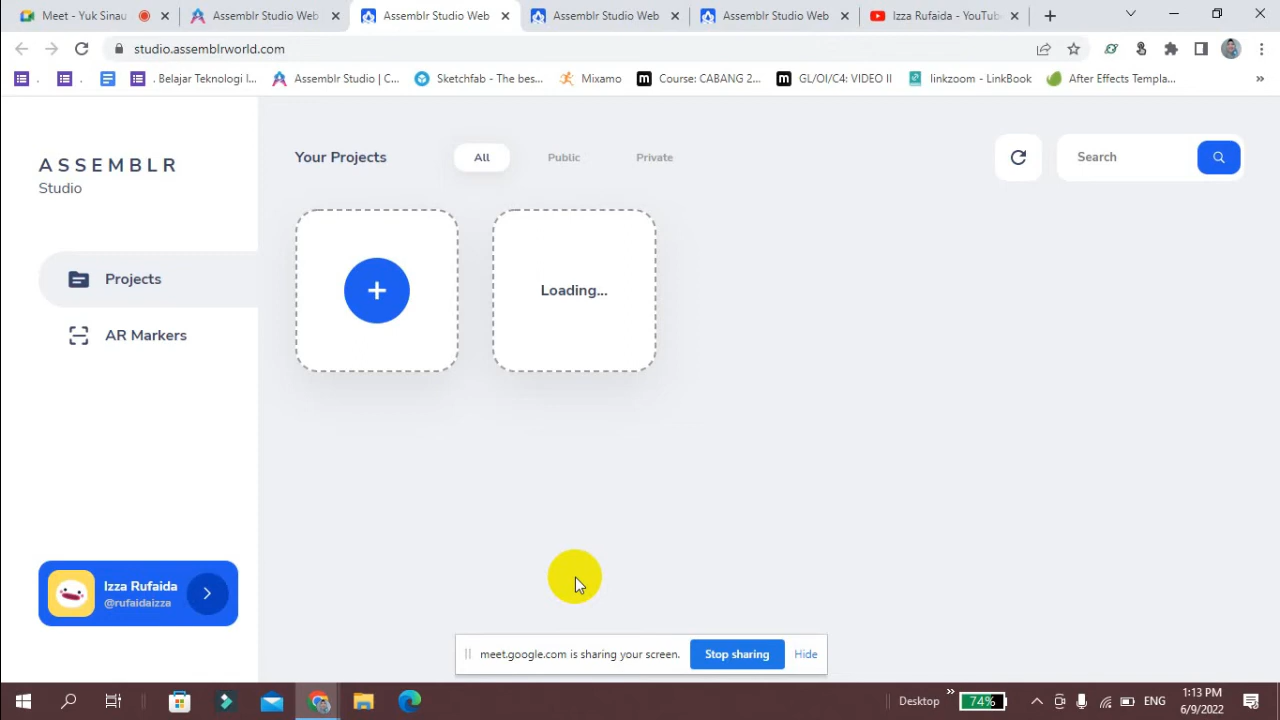 Meet - Yuk Sinau
Assemblr Studio Web
Assemblr Studio Web
Assemblr Studio Web
Assemblr Studio Web
Izza Rufaida - YouTub
studio.assemblrworld.com
.
.
. Belajar Teknologi I...
Assemblr Studio | C...
Sketchfab - The bes...
Mixamo
Course: CABANG 2...
GL/OI/C4: VIDEO II
linkzoom - LinkBook
After Effects Templa...
»
ASSEMBLR
Studio
Projects
AR Markers
Your Projects
All
Public
Private
Search
Loading...
Izza Rufaida
@rufaidaizza
meet.google.com is sharing your screen.
Stop sharing
Hide
Desktop
»
74%
ENG
1:13 PM
6/9/2022